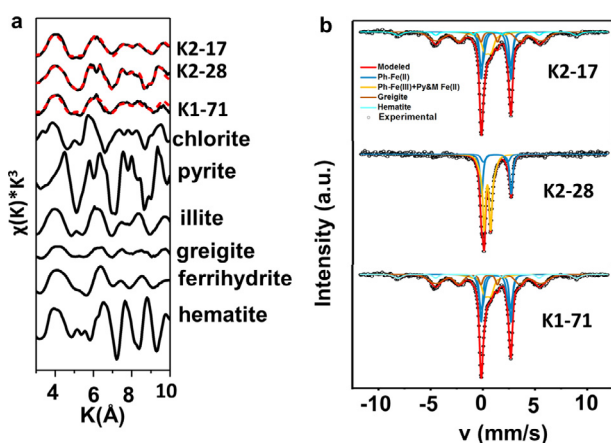 a
K2-17
K2-28
K1-71
chlorite
pyrite
illite
greigite
ferrihydrite
hematite
χ(K)*K³
4 6 8 10
K(Å)
b
Modeled
Ph-Fe(II)
Ph-Fe(III)+Py&M Fe(II)
Greigite
Hematite
Experimental
K2-17
K2-28
K1-71
Intensity (a.u.)
-10 -5 0 5 10
v (mm/s)